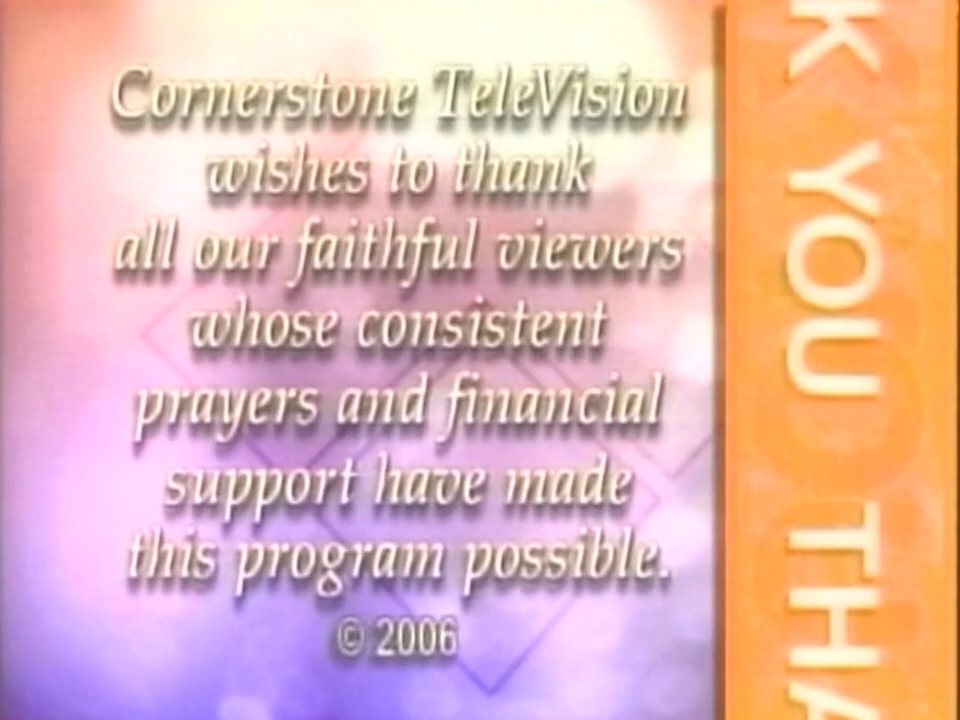 Cornerstone TeleVision
wishes to thank
all our faithful viewers
whose consistent
prayers and financial
support have made
this program possible.
© 2006
K YOU THA